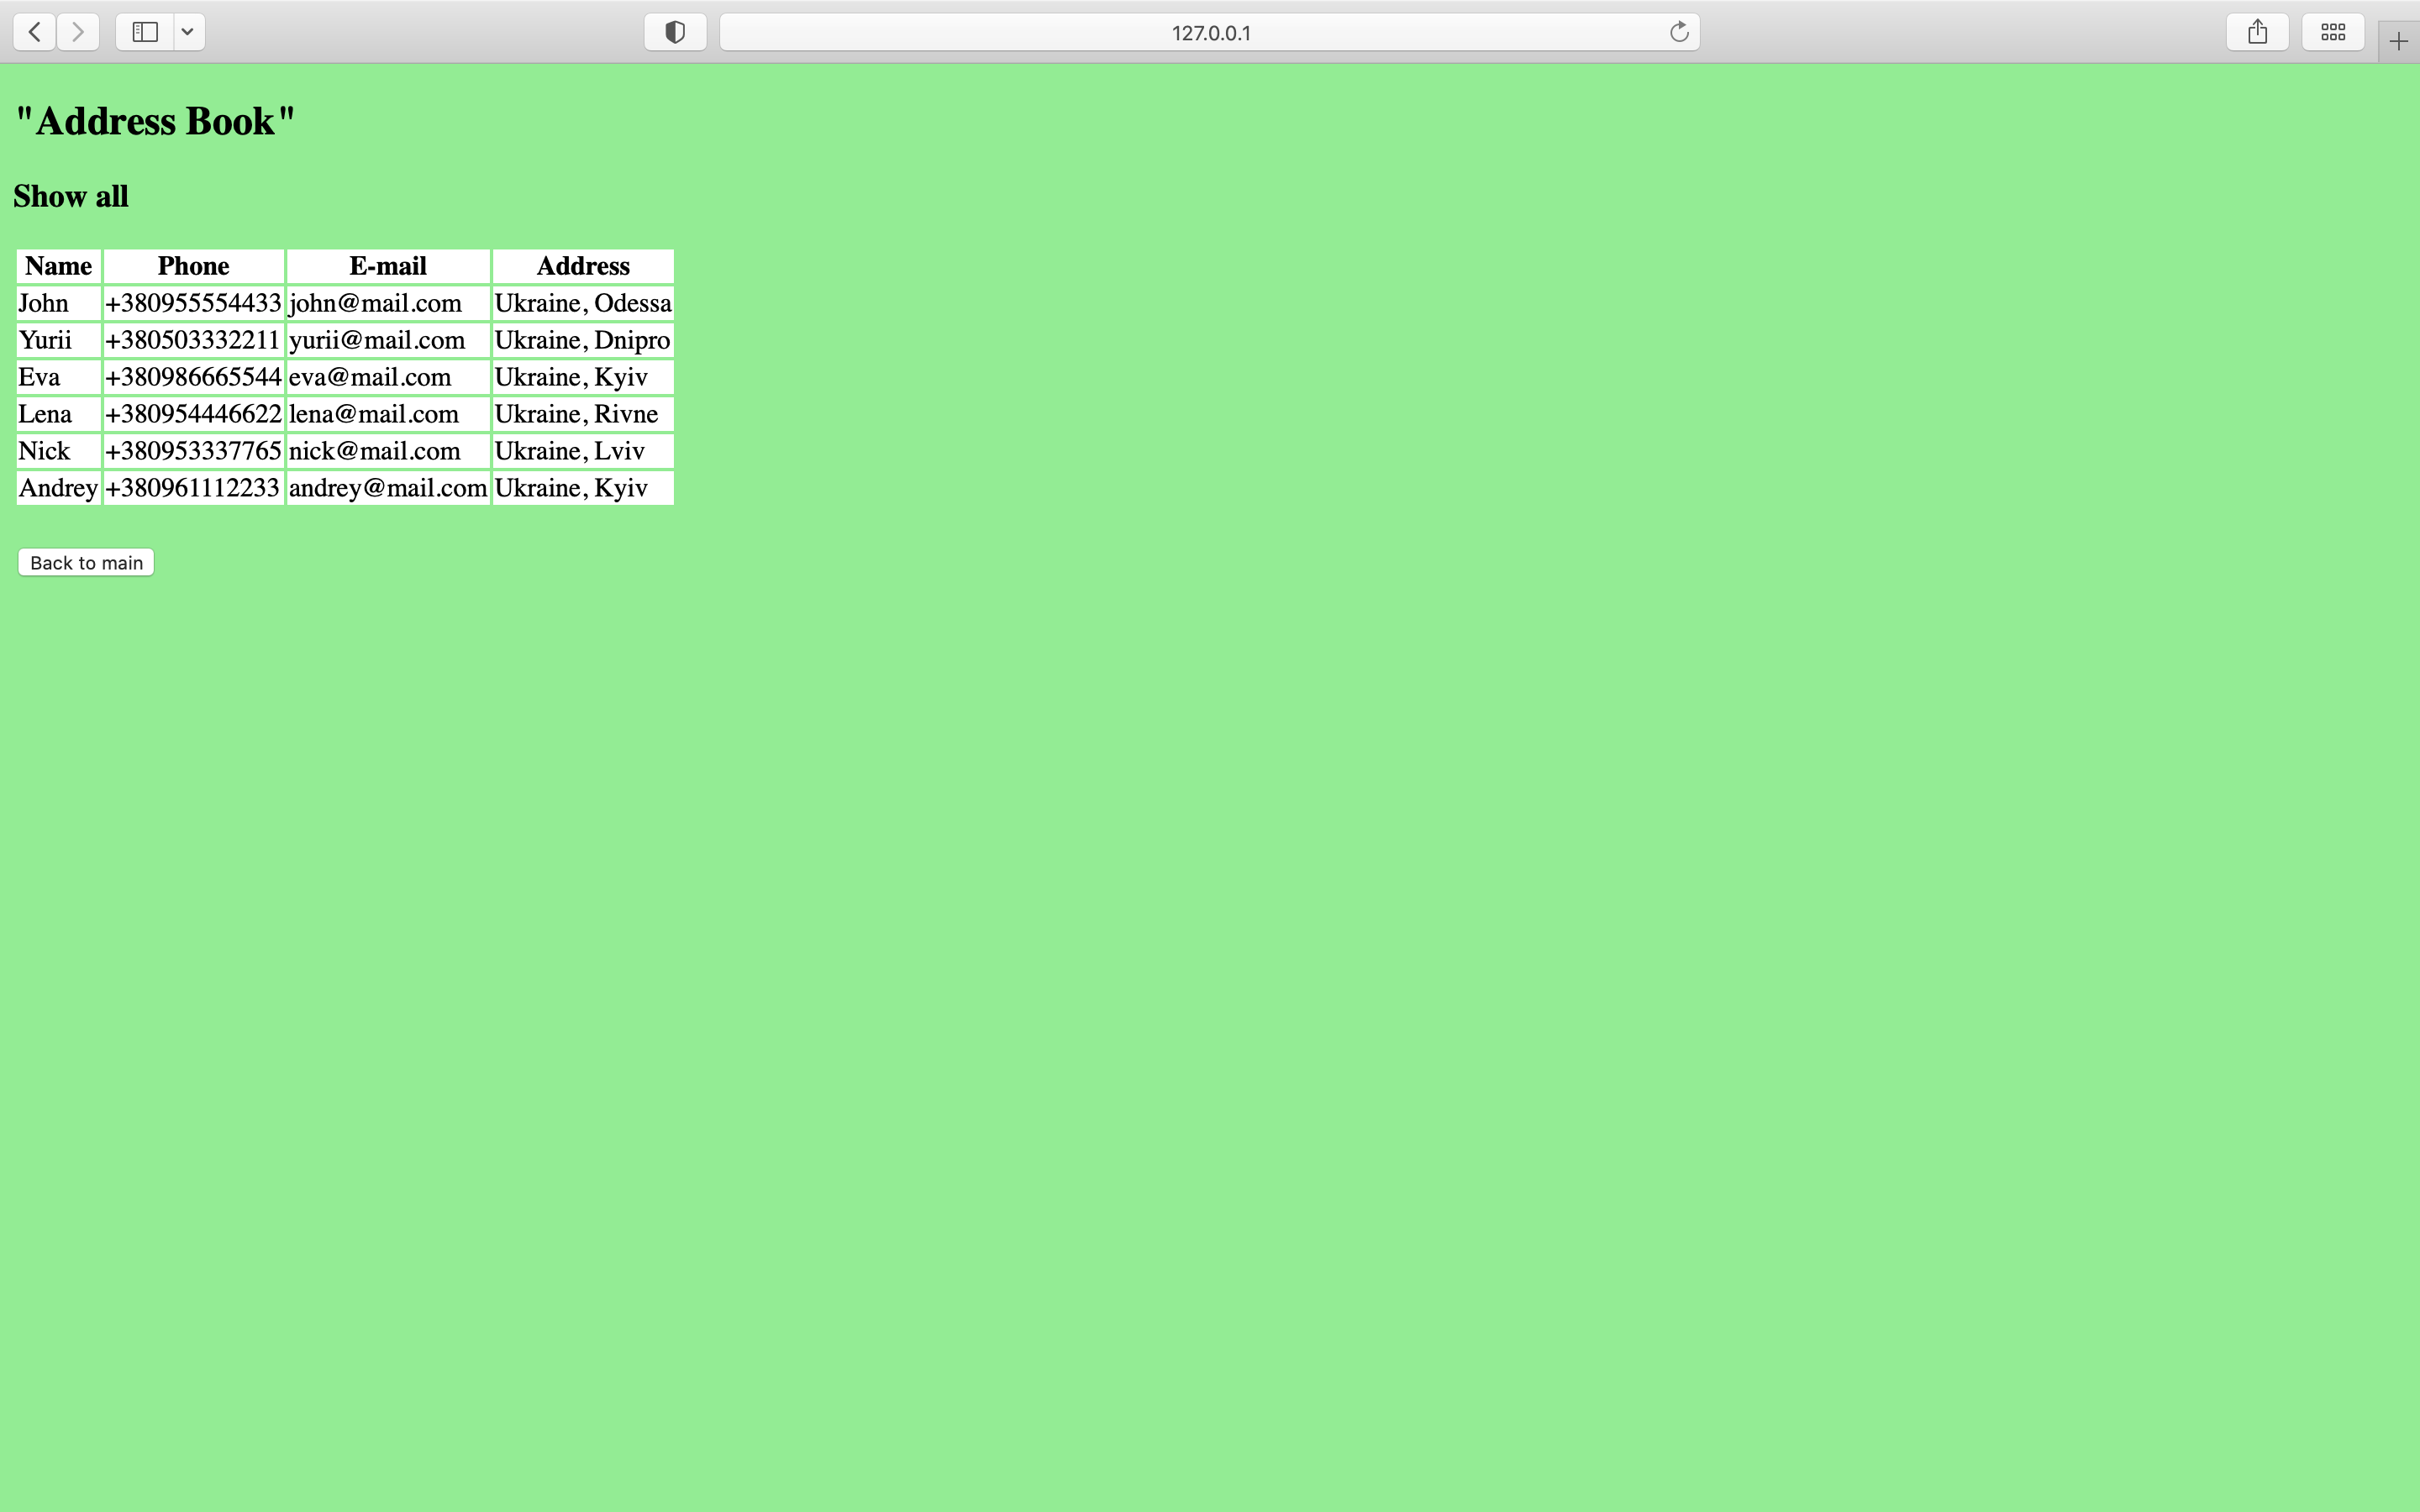 127.0.0.1
"Address Book"
Show all
Name Phone E-mail Address
John +380955554433 john@mail.com Ukraine, Odessa
Yurii +380503332211 yurii@mail.com Ukraine, Dnipro
Eva +380986665544 eva@mail.com Ukraine, Kyiv
Lena +380954446622 lena@mail.com Ukraine, Rivne
Nick +380953337765 nick@mail.com Ukraine, Lviv
Andrey +380961112233 andrey@mail.com Ukraine, Kyiv
Back to main